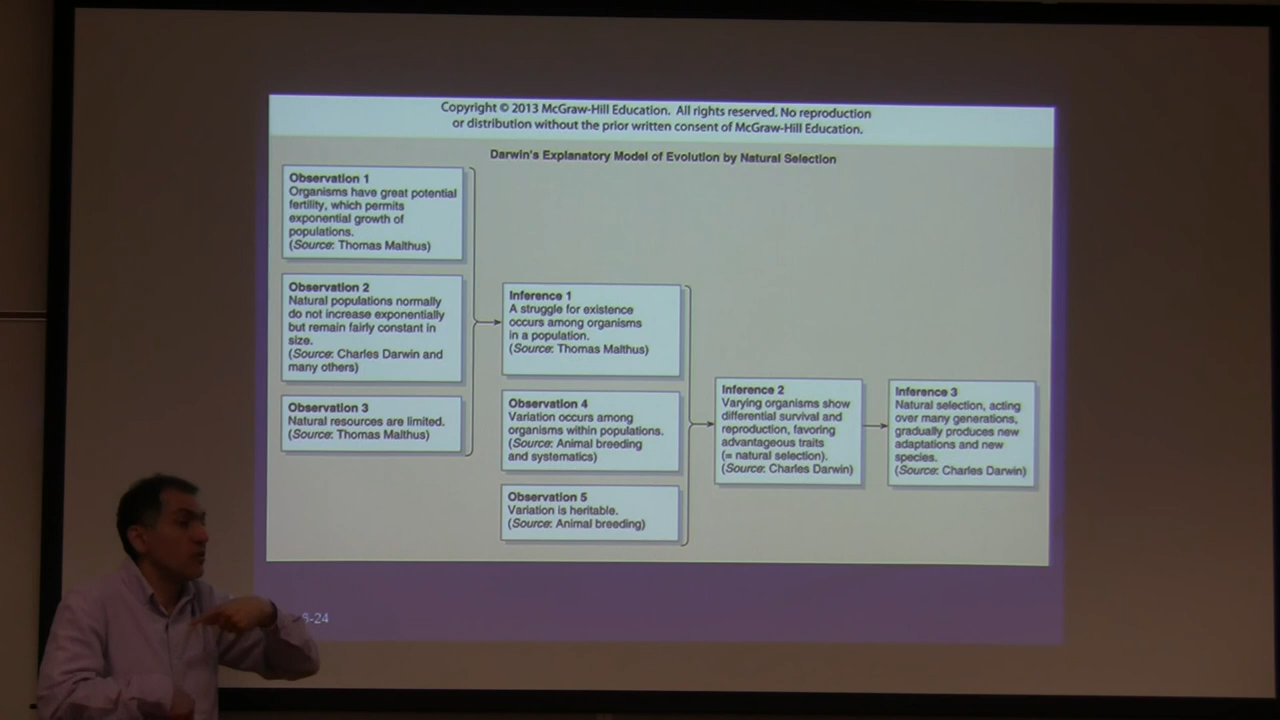 Copyright © 2013 McGraw-Hill Education. All rights reserved. No reproduction
or distribution without the prior written consent of McGraw-Hill Education.
Darwin's Explanatory Model of Evolution by Natural Selection
Observation 1
Organisms have great potential
fertility, which permits
exponential growth of
populations.
(Source: Thomas Malthus)
Observation 2
Natural populations normally
do not increase exponentially
but remain fairly constant in
size.
(Source: Charles Darwin and
many others)
Observation 3
Natural resources are limited.
(Source: Thomas Malthus)
Inference 1
A struggle for existence
occurs among organisms
in a population.
(Source: Thomas Malthus)
Observation 4
Variation occurs among
organisms within populations.
(Source: Animal breeding
and systematics)
Observation 5
Variation is heritable.
(Source: Animal breeding)
Inference 2
Varying organisms show
differential survival and
reproduction, favoring
advantageous traits
(= natural selection).
(Source: Charles Darwin)
Inference 3
Natural selection, acting
over many generations,
gradually produces new
adaptations and new
species.
(Source: Charles Darwin)
6-24